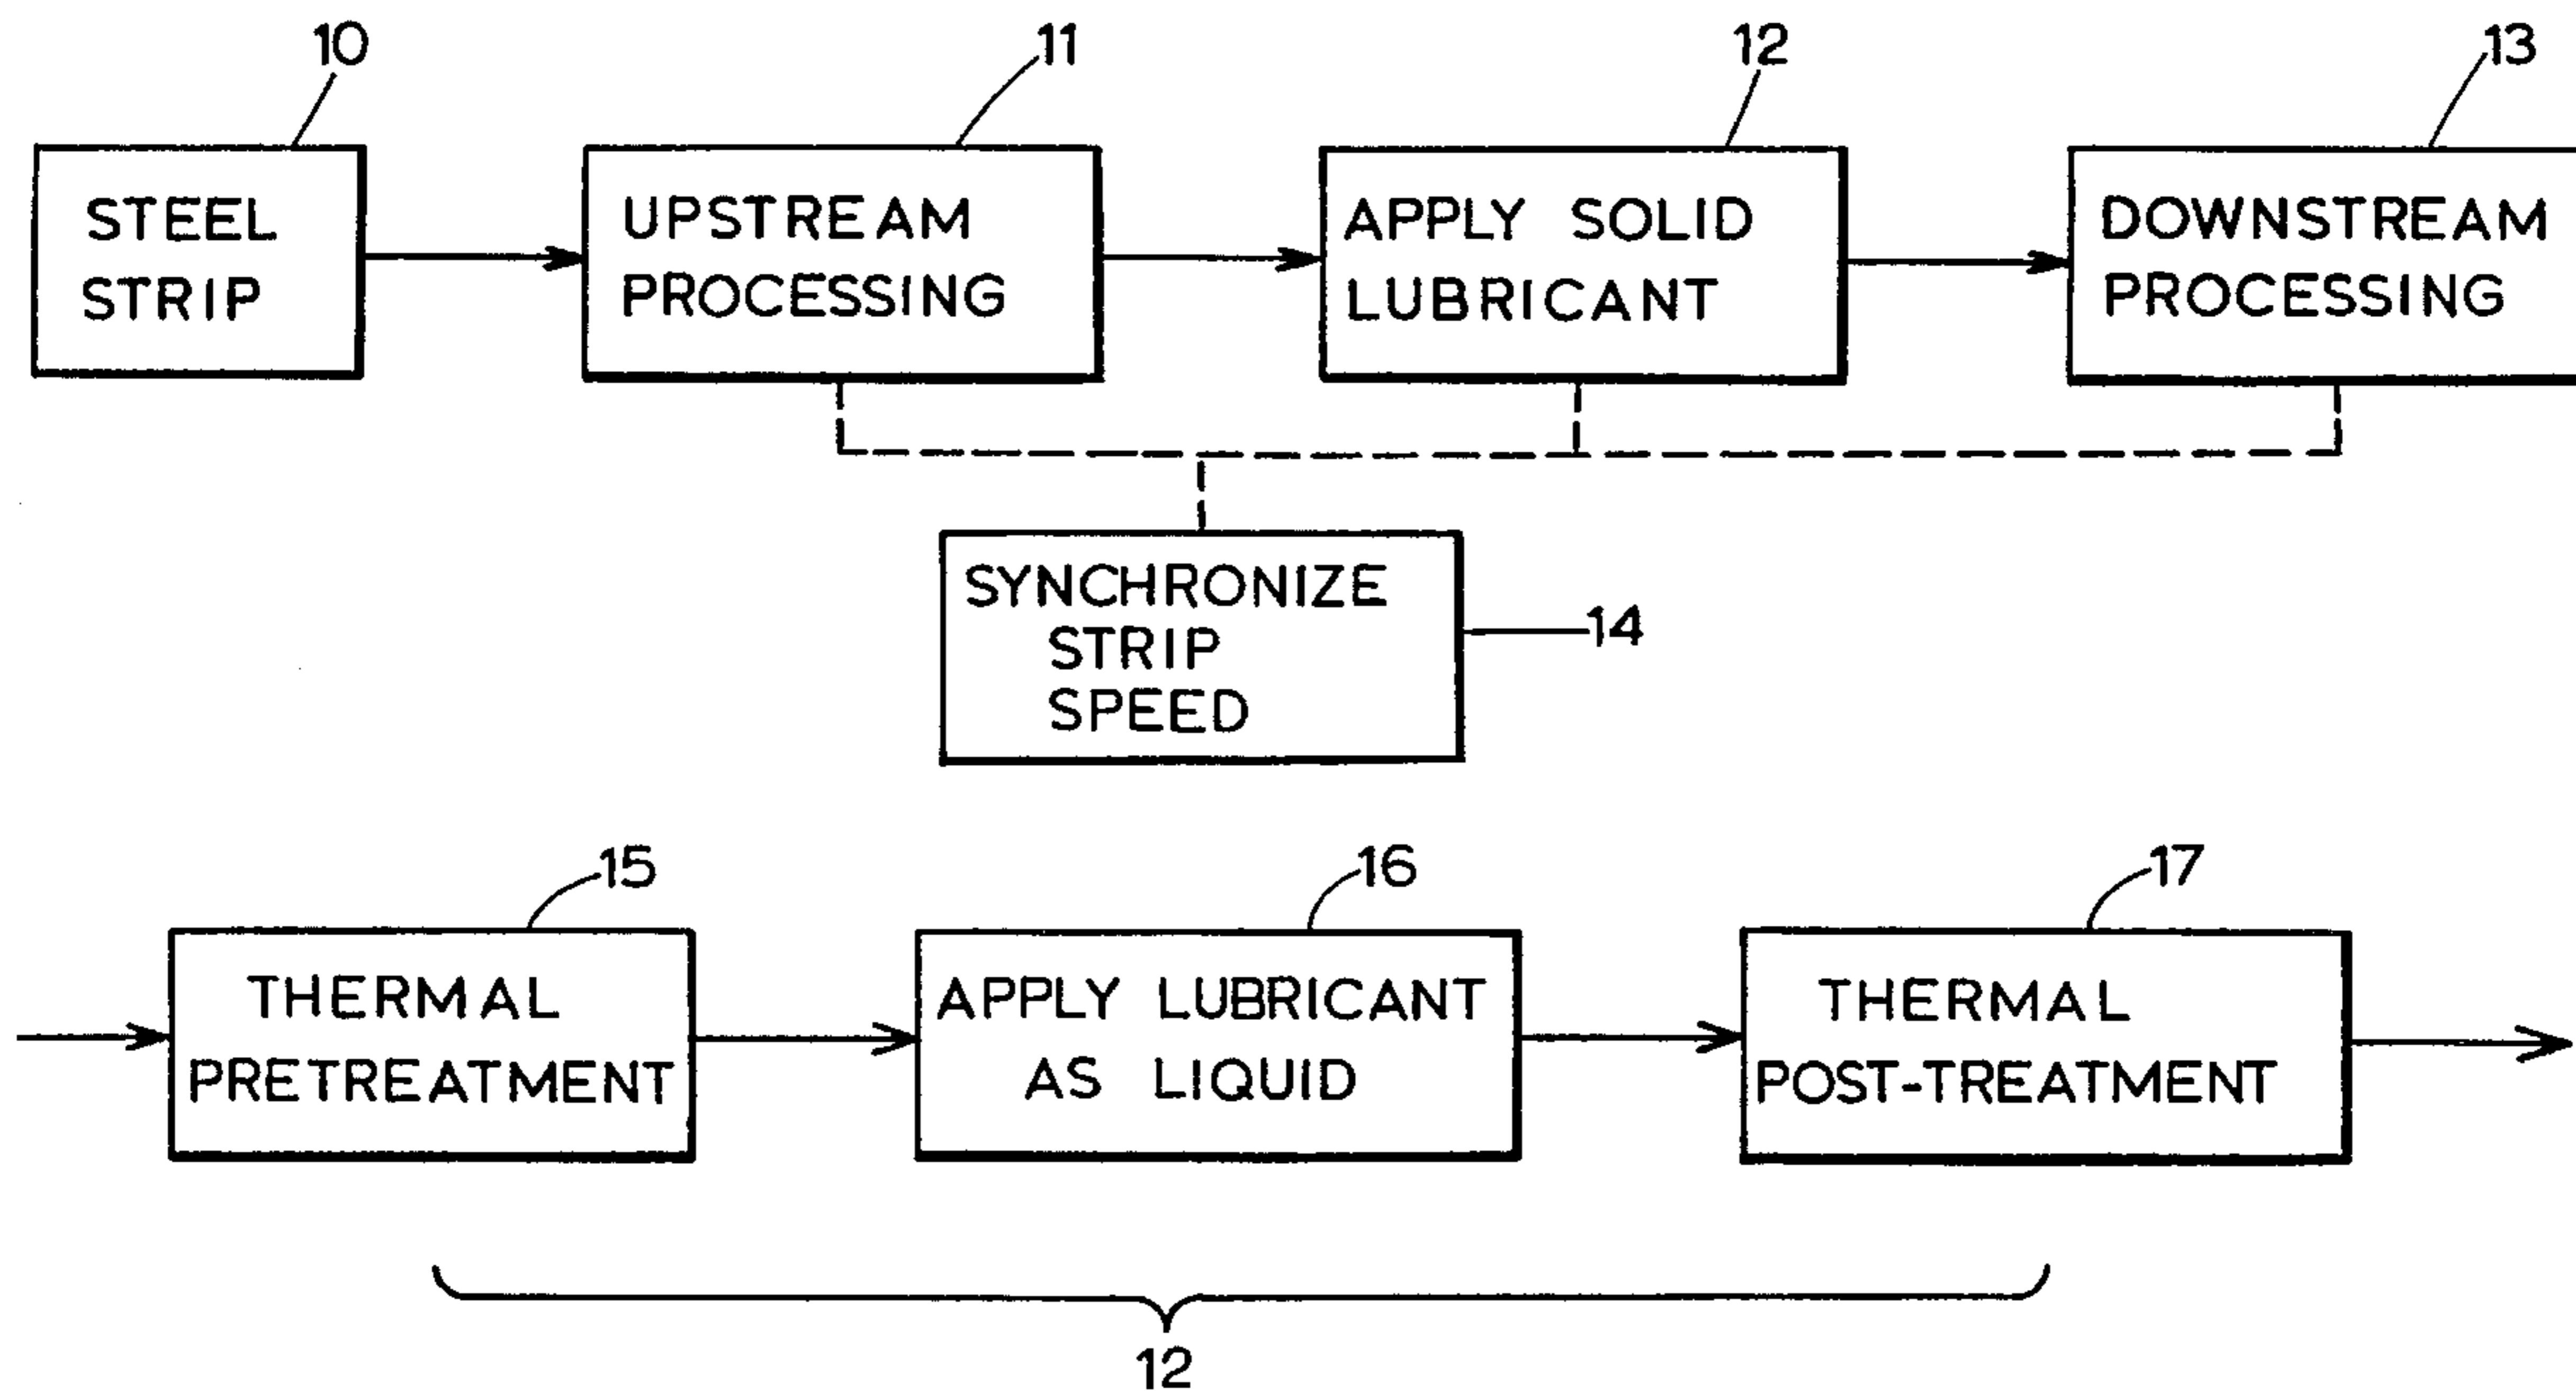 10
11
12
13
STEEL
STRIP
UPSTREAM
PROCESSING
APPLY SOLID
LUBRICANT
DOWNSTREAM
PROCESSING
SYNCHRONIZE
STRIP
SPEED
14
15
16
17
THERMAL
PRETREATMENT
APPLY LUBRICANT
AS LIQUID
THERMAL
POST-TREATMENT
12